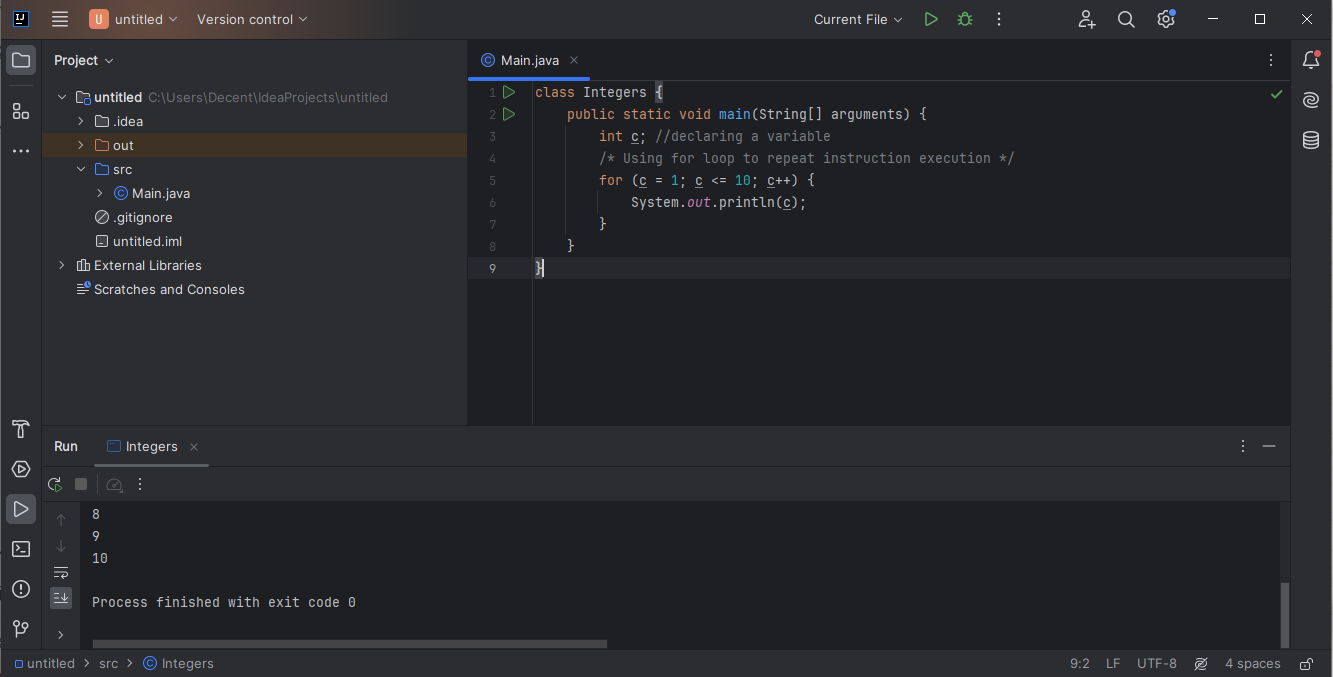 IJ U untitled Version control Current File
Project
Main.java
untitled C:\Users\Decent\IdeaProjects\untitled
.idea
out
src
Main.java
.gitignore
untitled.iml
External Libraries
Scratches and Consoles
1 class Integers {
2 public static void main(String[] arguments) {
3 int c; //declaring a variable
4 /* Using for loop to repeat instruction execution */
5 for (c = 1; c <= 10; c++) {
6 System.out.println(c);
7 }
8 }
9 }
Run Integers
8
9
10
Process finished with exit code 0
untitled > src > Integers 9:2 LF UTF-8 4 spaces